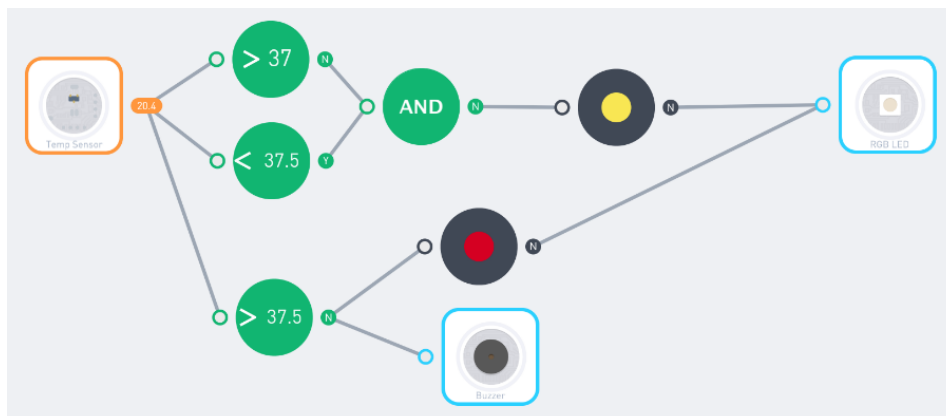 > 37
N
20.4
Temp Sensor
< 37.5
Y
AND
N
N
RGB LED
N
> 37.5
N
Buzzer